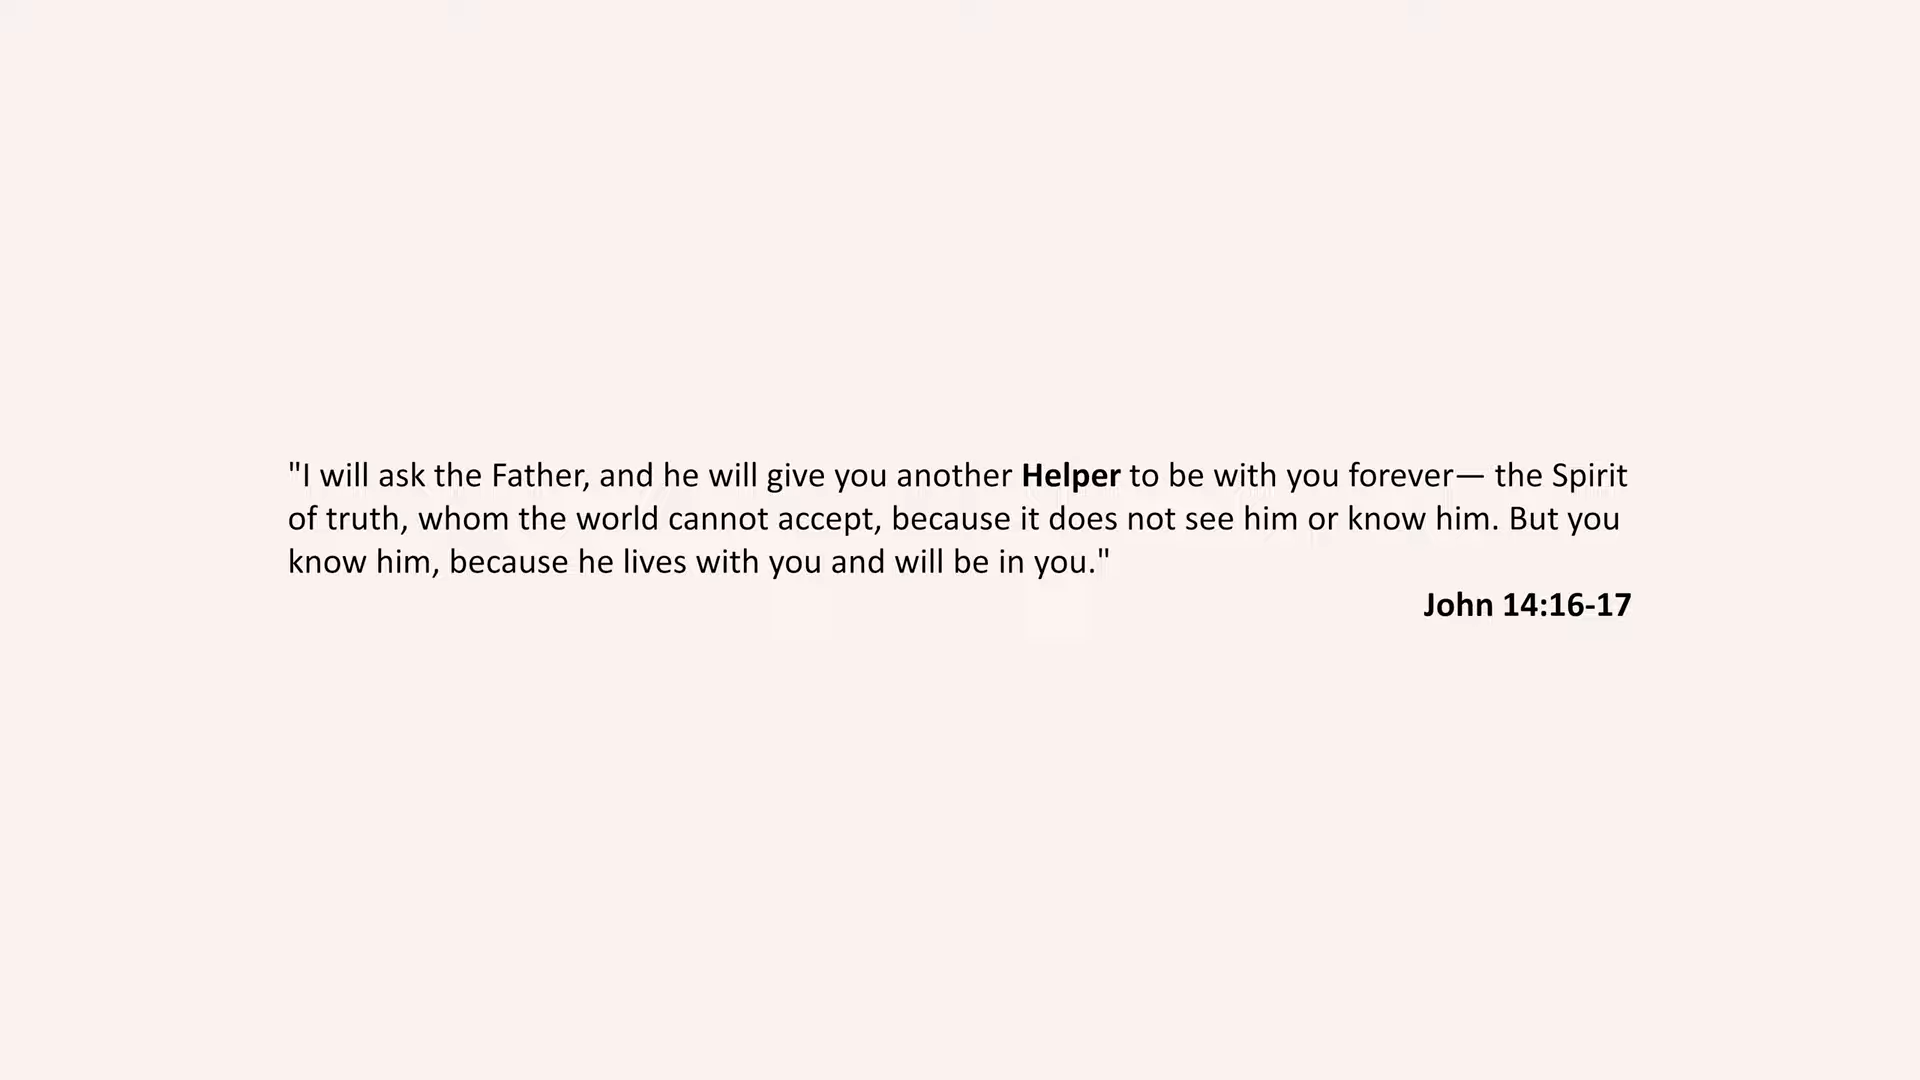 "I will ask the Father, and he will give you another Helper to be with you forever— the Spirit
of truth, whom the world cannot accept, because it does not see him or know him. But you
know him, because he lives with you and will be in you."
John 14:16-17